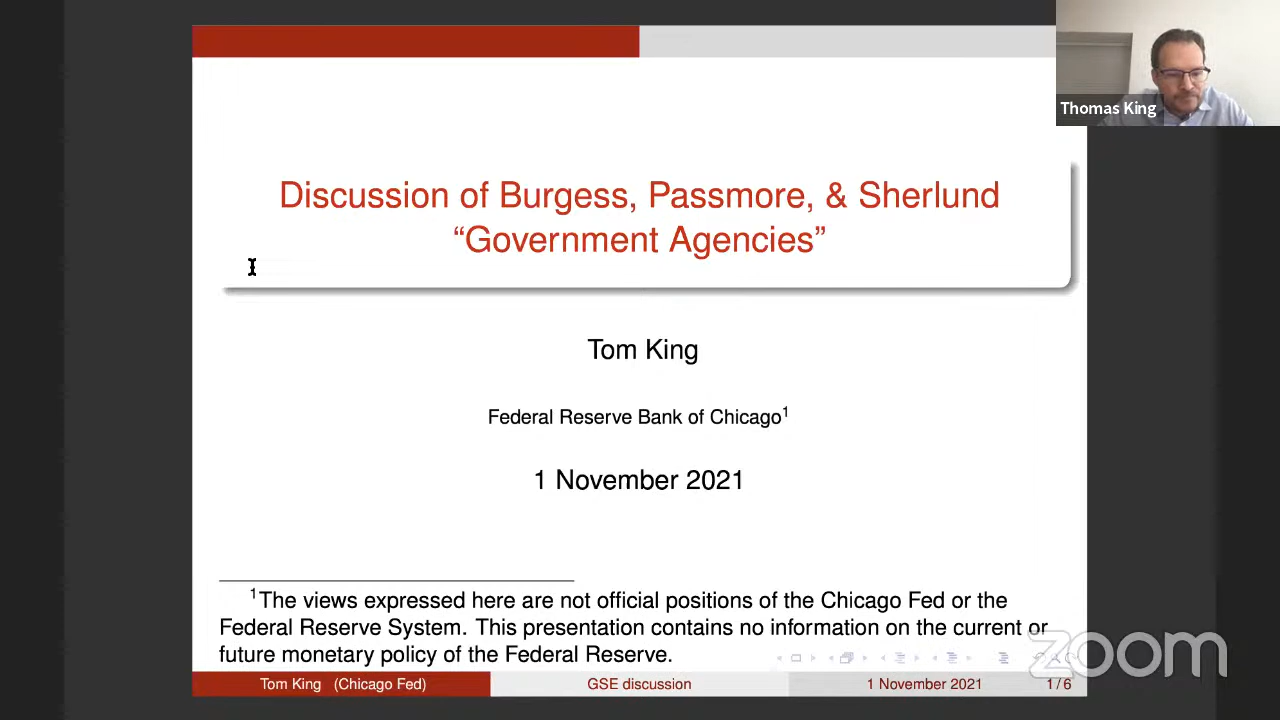 Thomas King
Discussion of Burgess, Passmore, & Sherlund
“Government Agencies”
Tom King
Federal Reserve Bank of Chicago1
1 November 2021
1The views expressed here are not official positions of the Chicago Fed or the
Federal Reserve System. This presentation contains no information on the current or
future monetary policy of the Federal Reserve.
zoom
Tom King (Chicago Fed) GSE discussion 1 November 2021 1 / 6